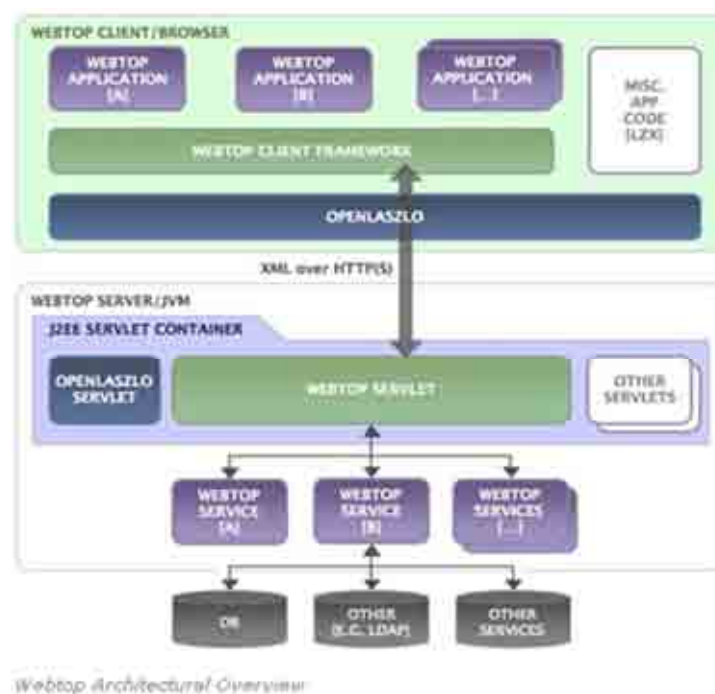 WEBTOP CLIENT/BROWSER
WEBTOP
APPLICATION
[A]
WEBTOP
APPLICATION
[B]
WEBTOP
APPLICATION
[...]
MISC.
APP
CODE
[LZX]
WEBTOP CLIENT FRAMEWORK
OPENLASZLO
XML over HTTP(S)
WEBTOP SERVER/JVM
J2EE SERVLET CONTAINER
OPENLASZLO
SERVLET
WEBTOP SERVLET
OTHER
SERVLETS
WEBTOP
SERVICE
[A]
WEBTOP
SERVICE
[B]
WEBTOP
SERVICES
[...]
DB
OTHER
(E.G. LDAP)
OTHER
SERVICES
Webtop Architectural Overview